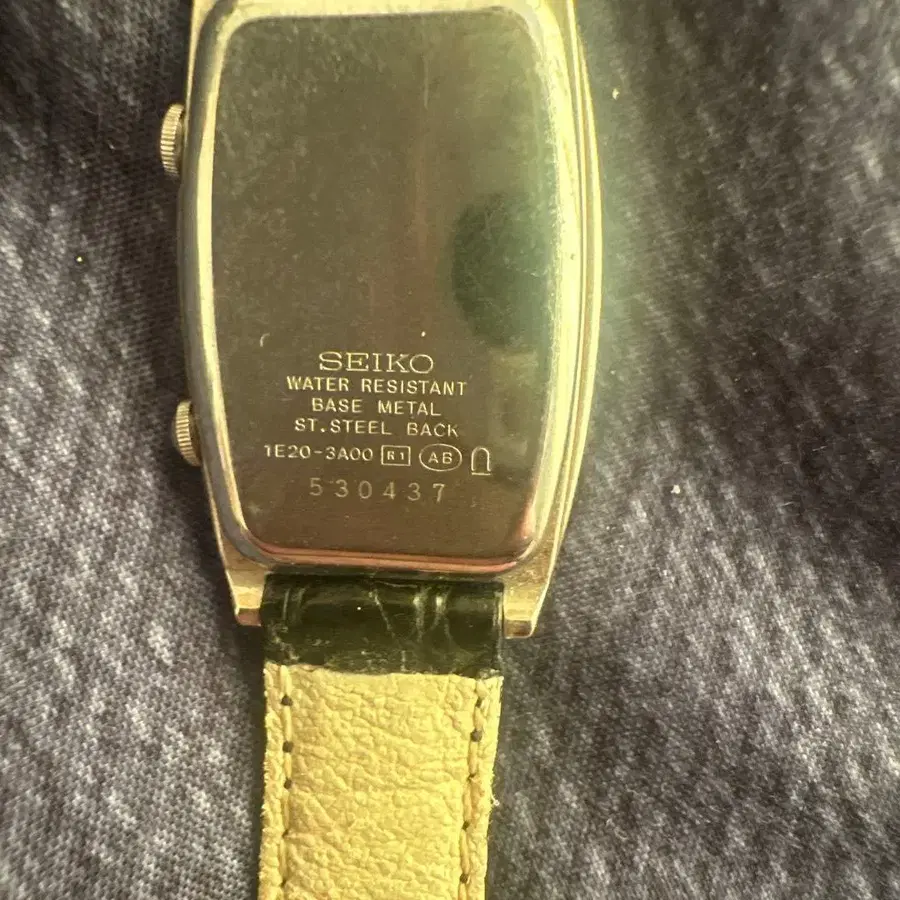 SEIKO
WATER RESISTANT
BASE METAL
ST.STEEL BACK
1E20-3A00 R1 AB
530437